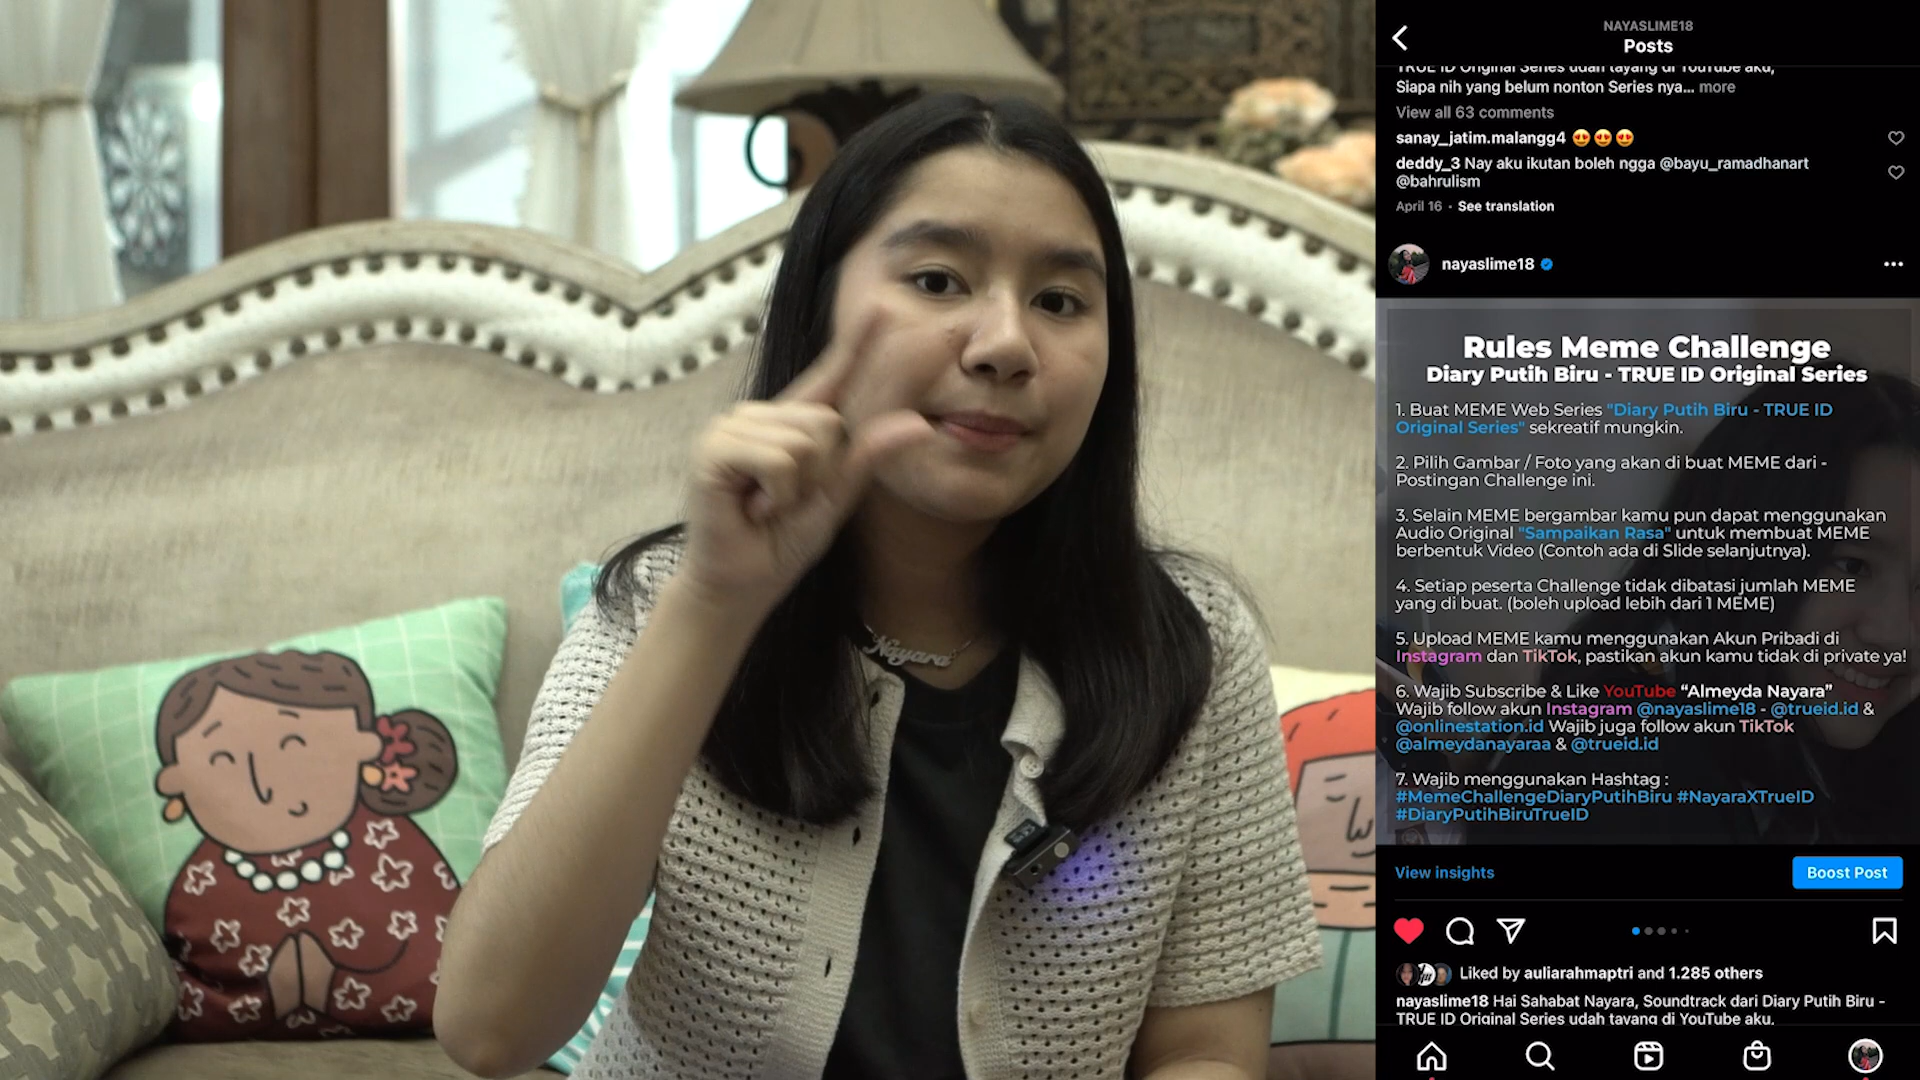 Nayara
NAYASLIME18
Posts
TRUE ID Original Series udah tayang di YouTube aku,
Siapa nih yang belum nonton Series nya... more
View all 63 comments
sanay_jatim.malangg4 😍😍😍
deddy_3 Nay aku ikutan boleh ngga @bayu_ramadhanart
@bahrulism
April 16 · See translation
nayaslime18
Rules Meme Challenge
Diary Putih Biru - TRUE ID Original Series
1. Buat MEME Web Series "Diary Putih Biru - TRUE ID
Original Series" sekreatif mungkin.
2. Pilih Gambar / Foto yang akan di buat MEME dari -
Postingan Challenge ini.
3. Selain MEME bergambar kamu pun dapat menggunakan
Audio Original "Sampaikan Rasa" untuk membuat MEME
berbentuk Video (Contoh ada di Slide selanjutnya).
4. Setiap peserta Challenge tidak dibatasi jumlah MEME
yang di buat. (boleh upload lebih dari 1 MEME)
5. Upload MEME kamu menggunakan Akun Pribadi di
Instagram dan TikTok, pastikan akun kamu tidak di private ya!
6. Wajib Subscribe & Like YouTube “Almeyda Nayara”
Wajib follow akun Instagram @nayaslime18 - @trueid.id &
@onlinestation.id Wajib juga follow akun TikTok
@almeydanayaraa & @trueid.id
7. Wajib menggunakan Hashtag :
#MemeChallengeDiaryPutihBiru #NayaraXTrueID
#DiaryPutihBiruTrueID
View insights
Boost Post
Liked by auliarahmaptri and 1.285 others
nayaslime18 Hai Sahabat Nayara, Soundtrack dari Diary Putih Biru -
TRUE ID Original Series udah tayang di YouTube aku,